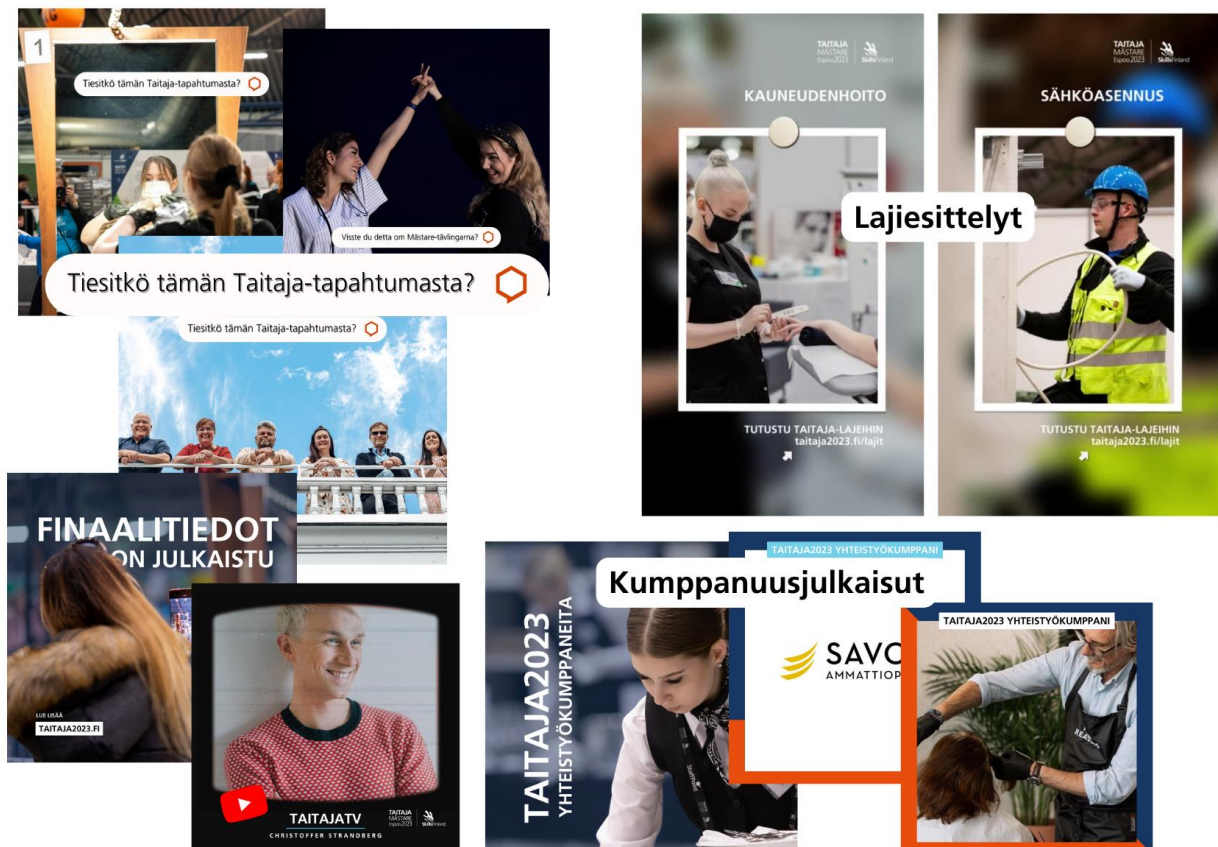 1
Tiesitkö tämän Taitaja-tapahtumasta?
Visste du detta om Mästare-tävlingarna?
Tiesitkö tämän Taitaja-tapahtumasta?
Tiesitkö tämän Taitaja-tapahtumasta?
FINAALITIEDOT
ON JULKAISTU
LUE LISÄÄ
TAITAJA2023.FI
TAITAJATV
CHRISTOFFER STRANDBERG
TAITAJA
MÄSTARE
Espoo2023
SkillsFinland
TAITAJA
MÄSTARE
Espoo2023
SkillsFinland
KAUNEUDENHOITO
TUTUSTU TAITAJA-LAJEIHIN
taitaja2023.fi/lajit
TAITAJA
MÄSTARE
Espoo2023
SkillsFinland
SÄHKÖASENNUS
TUTUSTU TAITAJA-LAJEIHIN
taitaja2023.fi/lajit
Lajiesittelyt
Kumppanuusjulkaisut
TAITAJA2023
YHTEISTYÖKUMPPANEITA
TAITAJA2023 YHTEISTYÖKUMPPANI
SAVO
AMMATTIOP
TAITAJA2023 YHTEISTYÖKUMPPANI